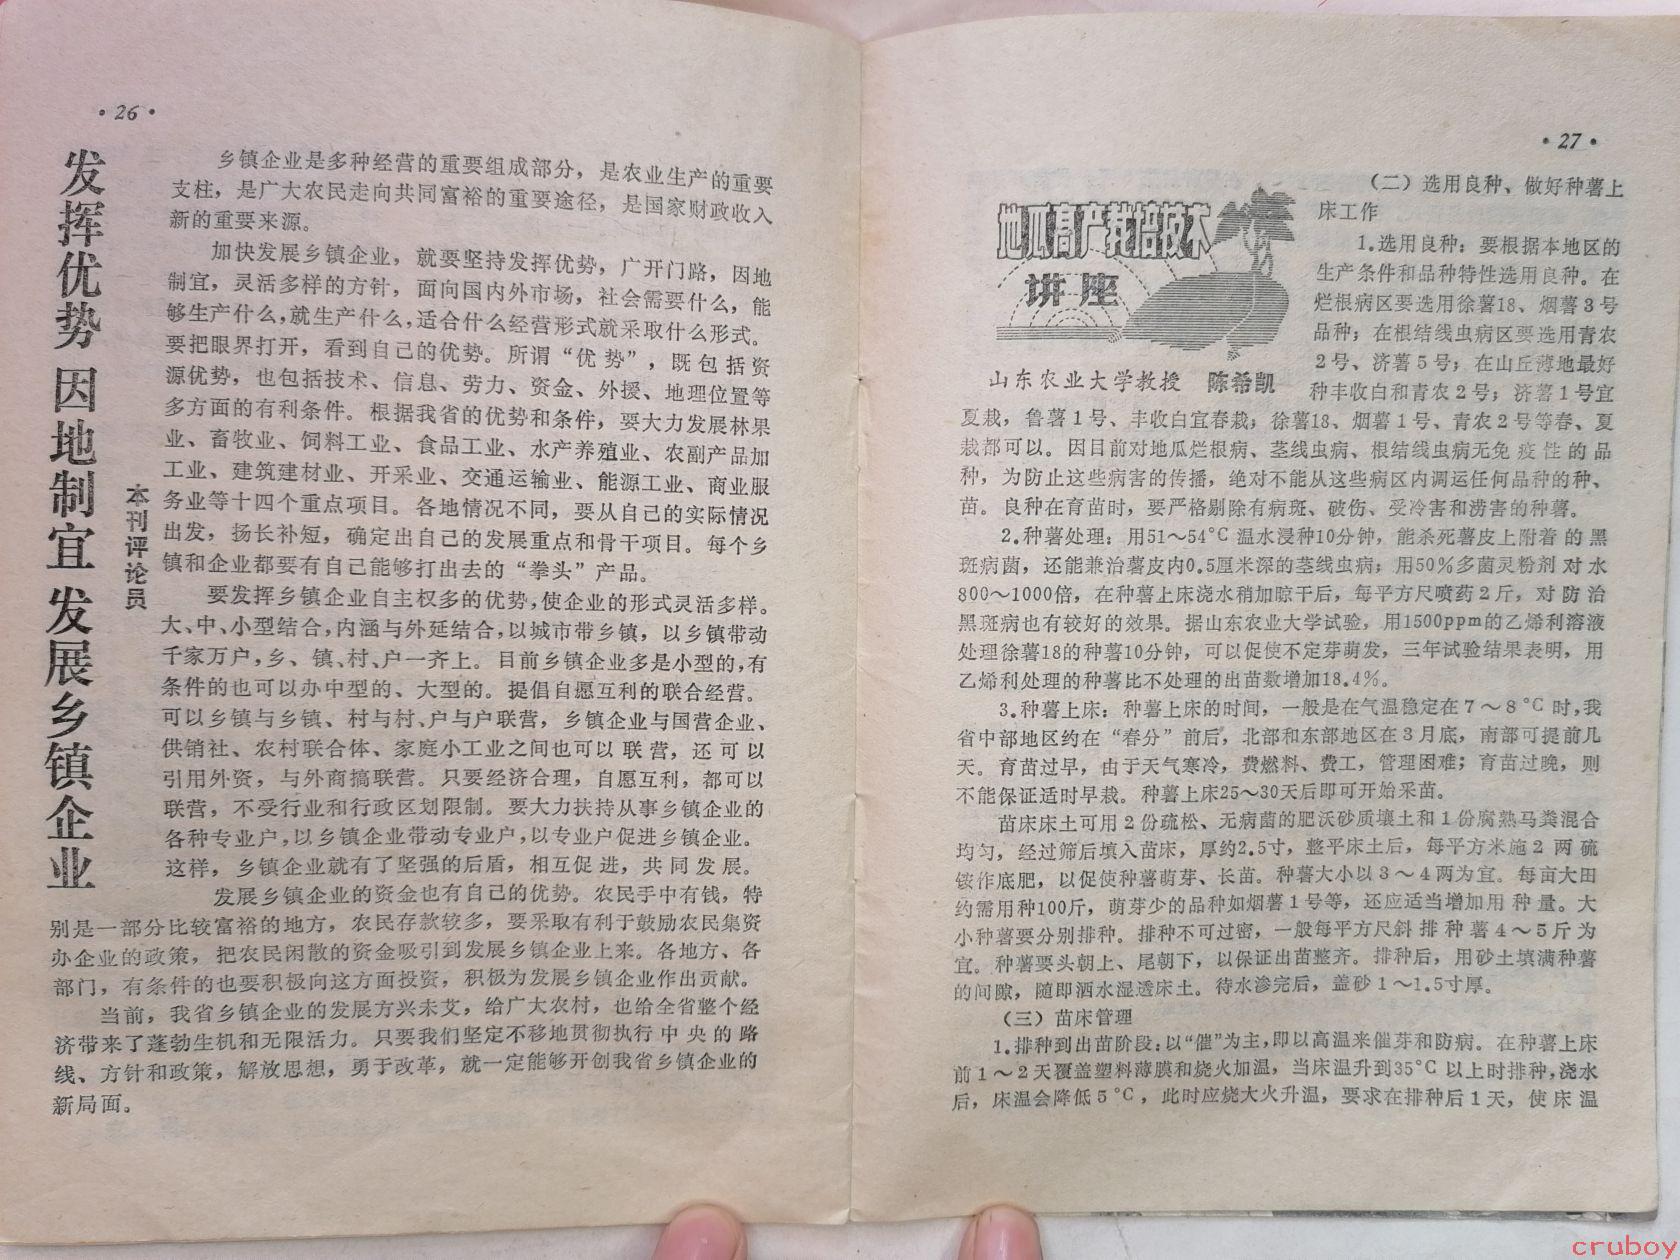 ·26·
发挥优势 因地制宜 发展乡镇企业
本刊评论员
乡镇企业是多种经营的重要组成部分，是农业生产的重要
支柱，是广大农民走向共同富裕的重要途径，是国家财政收入
新的重要来源。
加快发展乡镇企业，就要坚持发挥优势，广开门路，因地
制宜，灵活多样的方针，面向国内外市场，社会需要什么，能
够生产什么，就生产什么，适合什么经营形式就采取什么形式。
要把眼界打开，看到自己的优势。所谓“优势”，既包括资
源优势，也包括技术、信息、劳力、资金、外援、地理位置等
多方面的有利条件。根据我省的优势和条件，要大力发展林果
业、畜牧业、饲料工业、食品工业、水产养殖业、农副产品加
工业、建筑建材业、开采业、交通运输业、能源工业、商业服
务业等十四个重点项目。各地情况不同，要从自己的实际情况
出发，扬长补短，确定出自己的发展重点和骨干项目。每个乡
镇和企业都要有自己能够打出去的“拳头”产品。
要发挥乡镇企业自主权多的优势，使企业的形式灵活多样。
大、中、小型结合，内涵与外延结合，以城市带乡镇，以乡镇带动
千家万户，乡、镇、村、户一齐上。目前乡镇企业多是小型的，有
条件的也可以办中型的、大型的。提倡自愿互利的联合经营。
可以乡镇与乡镇、村与村、户与户联营，乡镇企业与国营企业、
供销社、农村联合体、家庭小工业之间也可以联营，还可以
引用外资，与外商搞联营。只要经济合理，自愿互利，都可以
联营，不受行业和行政区划限制。要大力扶持从事乡镇企业的
各种专业户，以乡镇企业带动专业户，以专业户促进乡镇企业。
这样，乡镇企业就有了坚强的后盾，相互促进，共同发展。
发展乡镇企业的资金也有自己的优势。农民手中有钱，特
别是一部分比较富裕的地方，农民存款较多，要采取有利于鼓励农民集资
办企业的政策，把农民闲散的资金吸引到发展乡镇企业上来。各地方、各
部门，有条件的也要积极向这方面投资，积极为发展乡镇企业作出贡献。
当前，我省乡镇企业的发展方兴未艾，给广大农村，也给全省整个经
济带来了蓬勃生机和无限活力。只要我们坚定不移地贯彻执行中央的路
线、方针和政策，解放思想，勇于改革，就一定能够开创我省乡镇企业的
新局面。
·27·
地瓜高产栽培技术
讲座
山东农业大学教授 陈希凯
（二）选用良种、做好种薯上
床工作
1.选用良种：要根据本地区的
生产条件和品种特性选用良种。在
烂根病区要选用徐薯18、烟薯3号
品种；在根结线虫病区要选用青农
2号、济薯5号；在山丘薄地最好
种丰收白和青农2号；济薯1号宜
夏栽，鲁薯1号、丰收白宜春栽；徐薯18、烟薯1号、青农2号等春、夏
栽都可以。因目前对地瓜烂根病、茎线虫病、根结线虫病无免疫性的品
种，为防止这些病害的传播，绝对不能从这些病区内调运任何品种的种、
苗。良种在育苗时，要严格剔除有病斑、破伤、受冷害和涝害的种薯。
2.种薯处理：用51～54°C温水浸种10分钟，能杀死薯皮上附着的黑
斑病菌，还能兼治薯皮内0.5厘米深的茎线虫病；用50％多菌灵粉剂对水
800～1000倍，在种薯上床浇水稍加晾干后，每平方尺喷药2斤，对防治
黑斑病也有较好的效果。据山东农业大学试验，用1500ppm的乙烯利溶液
处理徐薯18的种薯10分钟，可以促使不定芽萌发，三年试验结果表明，用
乙烯利处理的种薯比不处理的出苗数增加18.4％。
3.种薯上床：种薯上床的时间，一般是在气温稳定在7～8°C时，我
省中部地区约在“春分”前后，北部和东部地区在3月底，南部可提前几
天。育苗过早，由于天气寒冷，费燃料、费工，管理困难；育苗过晚，则
不能保证适时早栽。种薯上床25～30天后即可开始采苗。
苗床床土可用2份疏松、无病菌的肥沃砂质壤土和1份腐熟马粪混合
均匀，经过筛后填入苗床，厚约2.5寸，整平床土后，每平方米施2两硫
铵作底肥，以促使种薯萌芽、长苗。种薯大小以3～4两为宜。每亩大田
约需用种100斤，萌芽少的品种如烟薯1号等，还应适当增加用种量。大
小种薯要分别排种。排种不可过密，一般每平方尺斜排种薯4～5斤为
宜。种薯要头朝上、尾朝下，以保证出苗整齐。排种后，用砂土填满种薯
的间隙，随即洒水湿透床土。待水渗完后，盖砂1～1.5寸厚。
（三）苗床管理
1.排种到出苗阶段：以“催”为主，即以高温来催芽和防病。在种薯上床
前1～2天覆盖塑料薄膜和烧火加温，当床温升到35°C以上时排种，浇水
后，床温会降低5°C，此时应烧大火升温，要求在排种后1天，使床温
cruboy